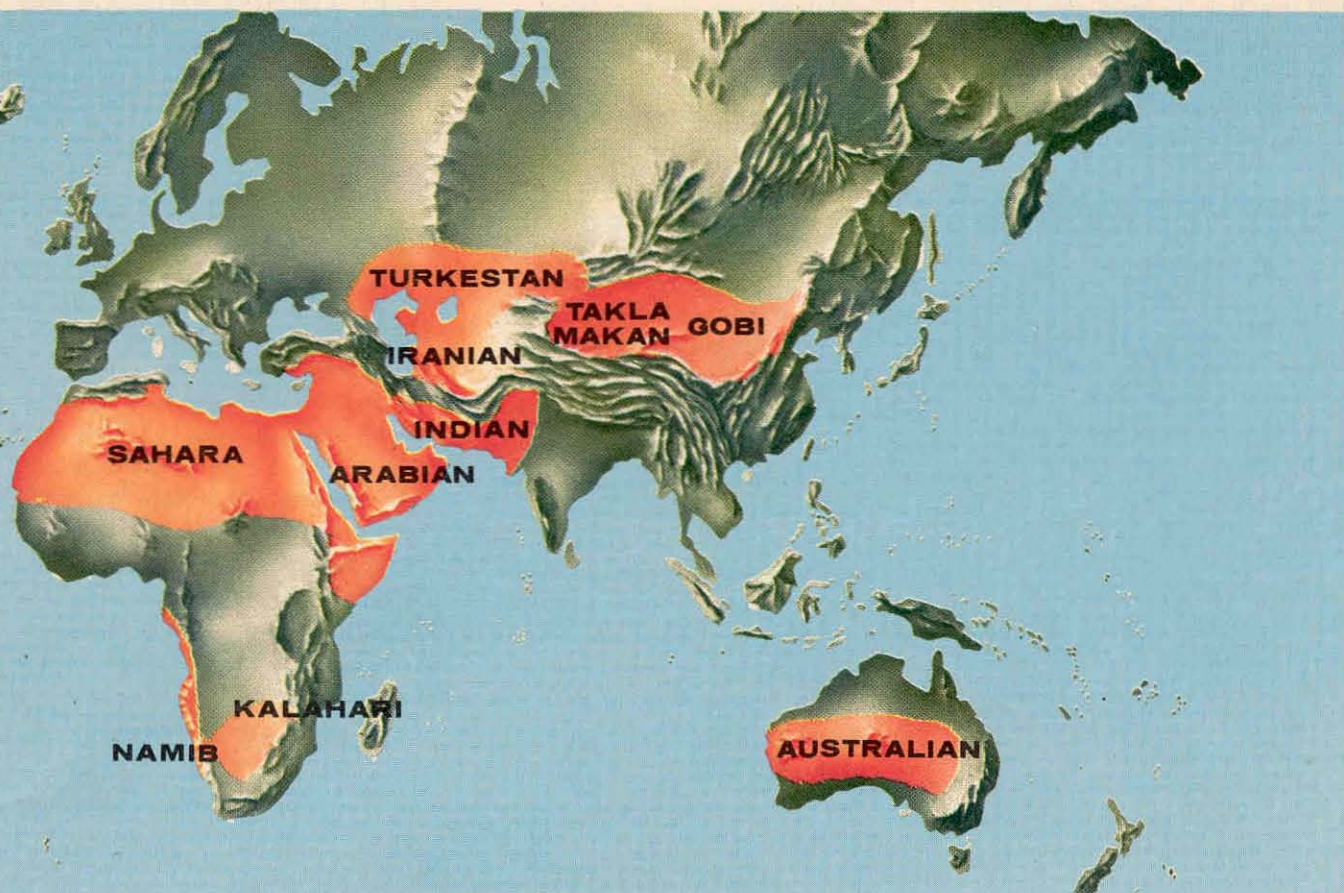 TURKESTAN
TAKLA
MAKAN
GOBI
IRANIAN
INDIAN
SAHARA
ARABIAN
KALAHARI
NAMIB
AUSTRALIAN